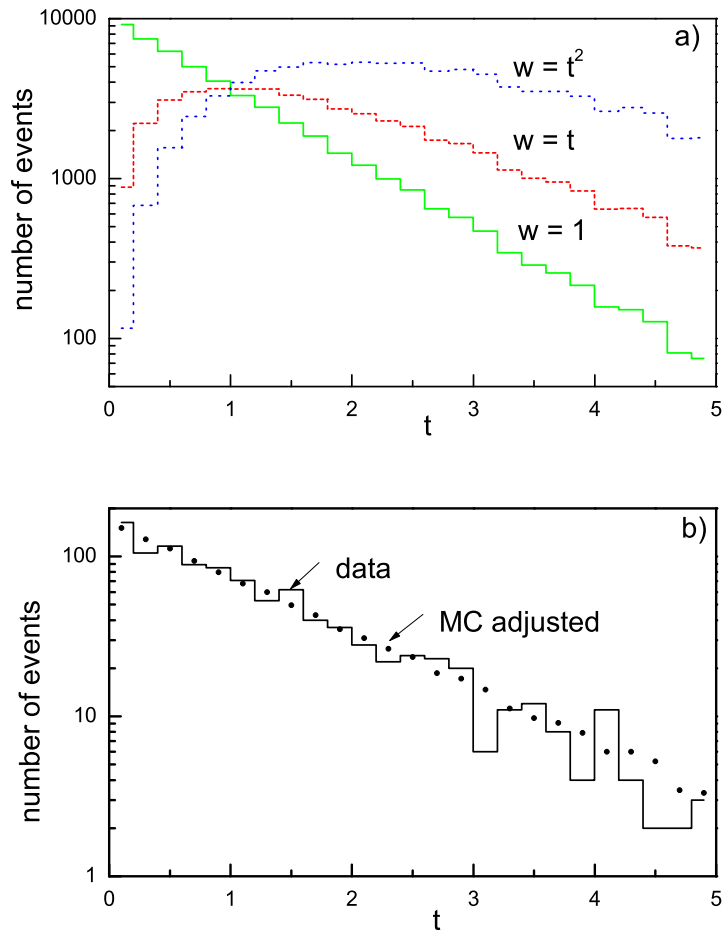 a)
10000
1000
100
number of events
w = t²
w = t
w = 1
0 1 2 3 4 5
t
b)
100
10
1
number of events
data
MC adjusted
0 1 2 3 4 5
t